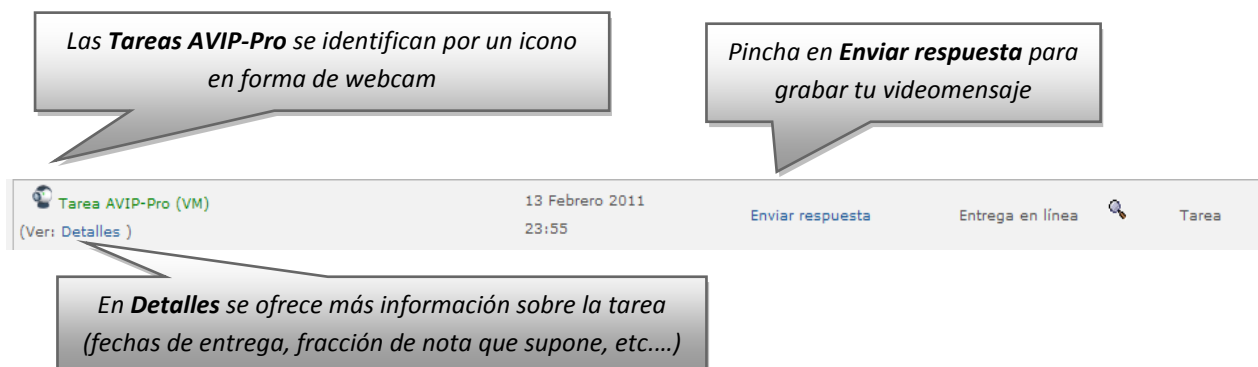 Las Tareas AVIP-Pro se identifican por un icono
en forma de webcam
Pincha en Enviar respuesta para
grabar tu videomensaje
Tarea AVIP-Pro (VM)
(Ver: Detalles )
13 Febrero 2011
23:55
Enviar respuesta
Entrega en línea
Tarea
En Detalles se ofrece más información sobre la tarea
(fechas de entrega, fracción de nota que supone, etc.…)